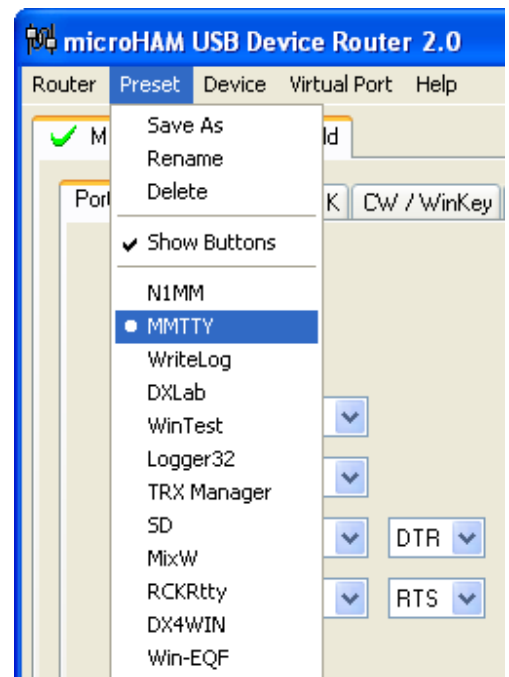 microHAM USB Device Router 2.0
Router Preset Device Virtual Port Help
M ld
Save As
Rename
Delete
Por K CW / WinKey
Show Buttons
N1MM
MMTTY
WriteLog
DXLab
WinTest
Logger32
TRX Manager
SD
DTR
MixW
RCKRtty
RTS
DX4WIN
Win-EQF